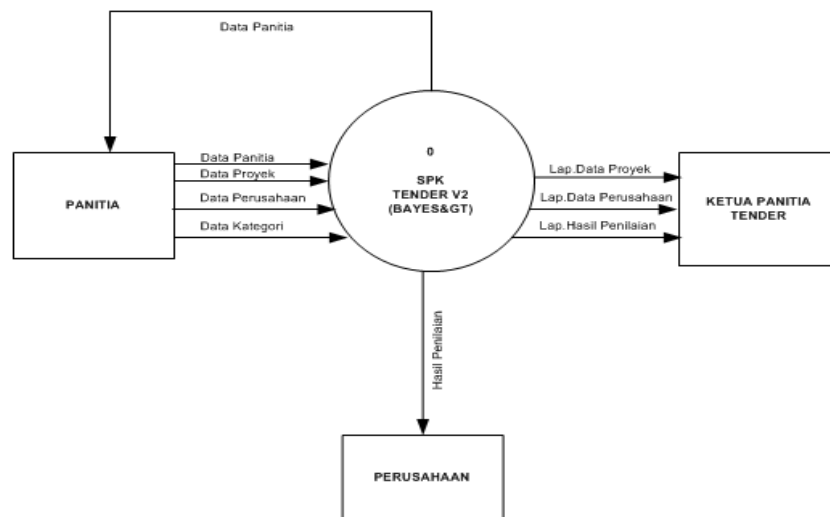 Data Panitia
0
SPK
TENDER V2
(BAYES&GT)
PANITIA
Data Panitia
Data Proyek
Data Perusahaan
Data Kategori
Lap.Data Proyek
Lap.Data Perusahaan
Lap.Hasil Penilaian
KETUA PANITIA
TENDER
Hasil Penilaian
PERUSAHAAN